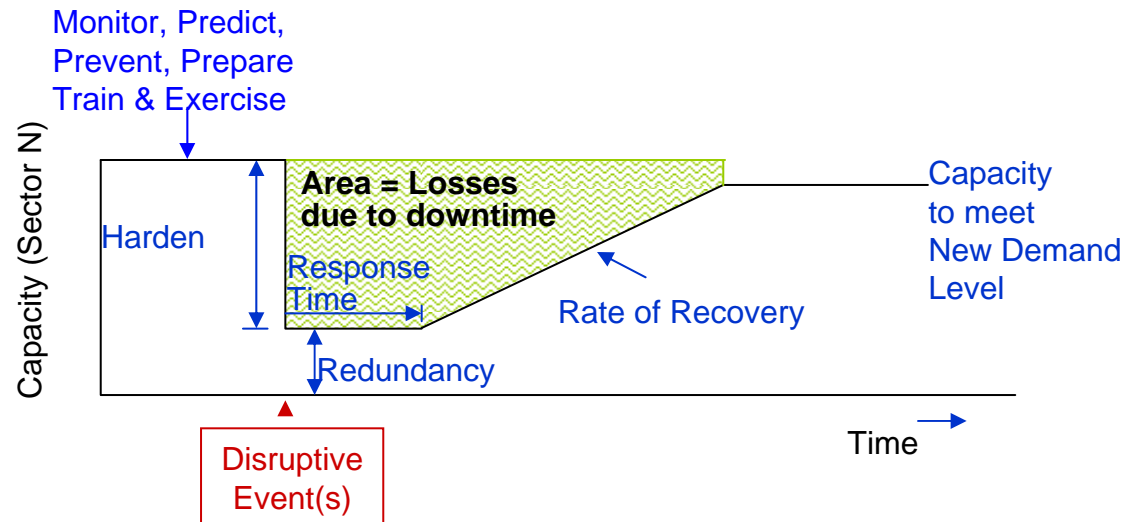 Monitor, Predict,
Prevent, Prepare
Train & Exercise
Capacity (Sector N)
Harden
Area = Losses
due to downtime
Response
Time
Redundancy
Rate of Recovery
Capacity
to meet
New Demand
Level
Time
Disruptive
Event(s)